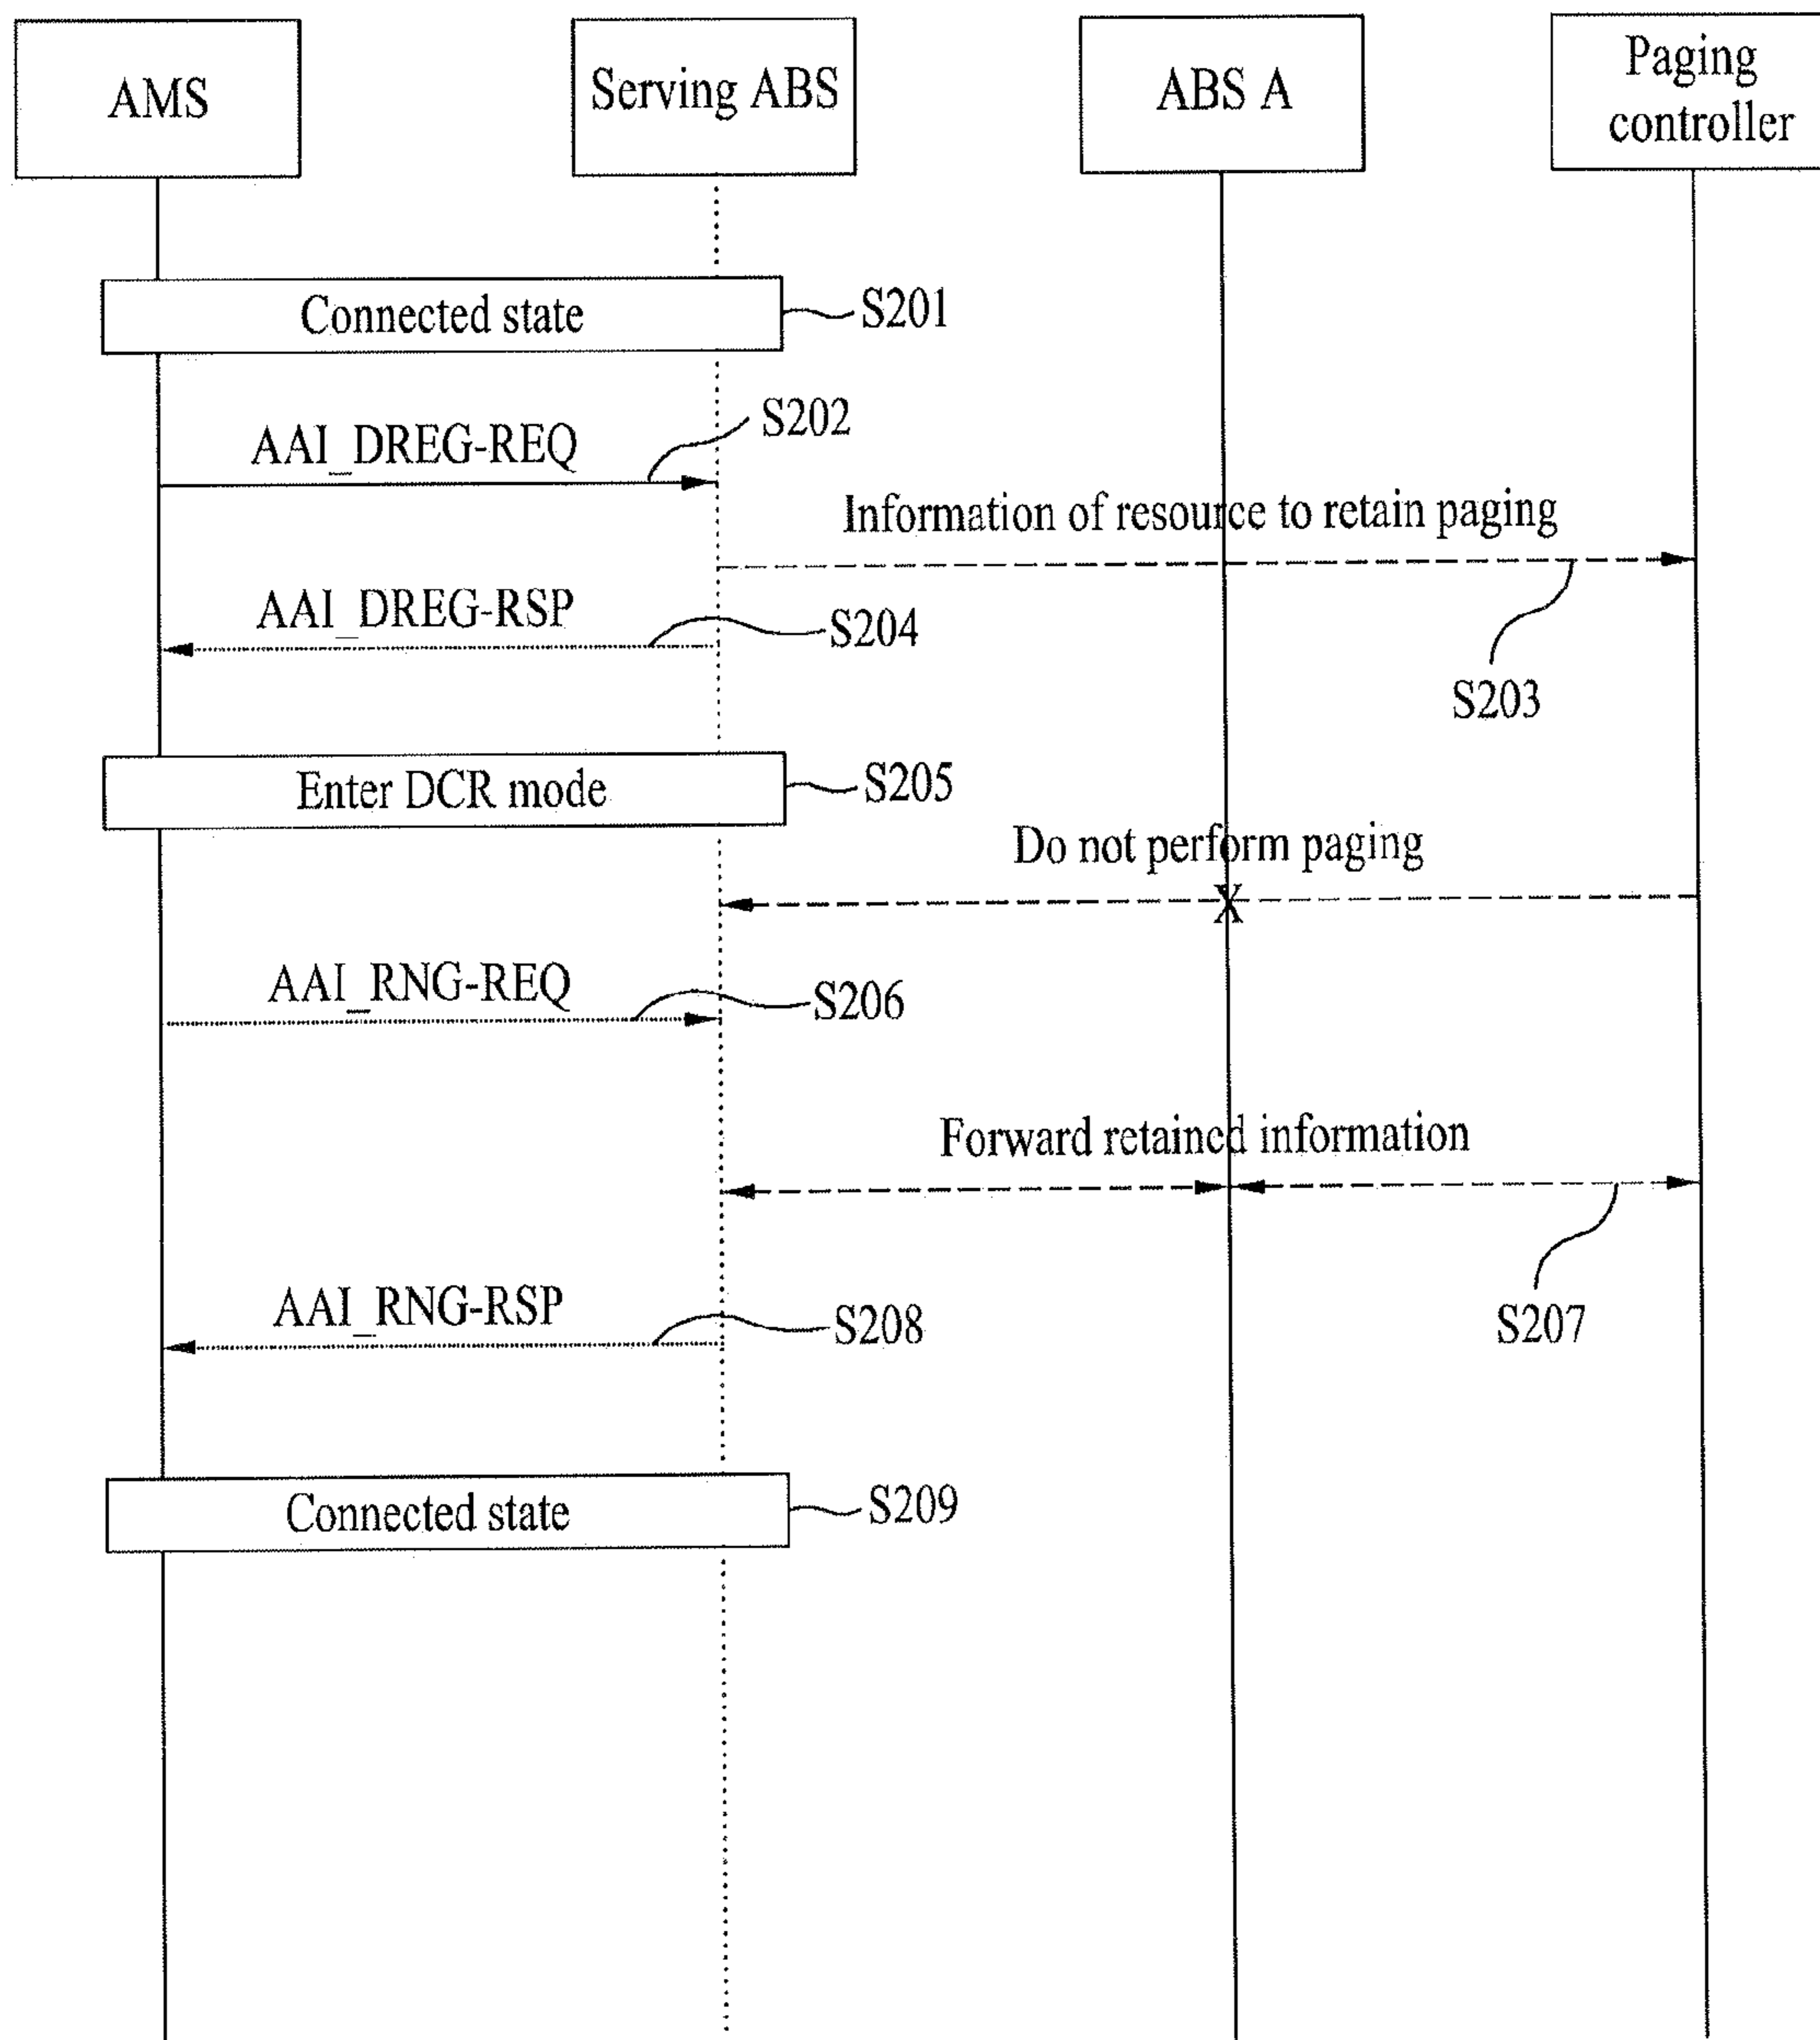 AMS
Serving ABS
ABS A
Paging
controller
Connected state
S201
AAI_DREG-REQ
S202
Information of resource to retain paging
S203
AAI_DREG-RSP
S204
Enter DCR mode
S205
Do not perform paging
X
AAI_RNG-REQ
S206
Forward retained information
S207
AAI_RNG-RSP
S208
Connected state
S209